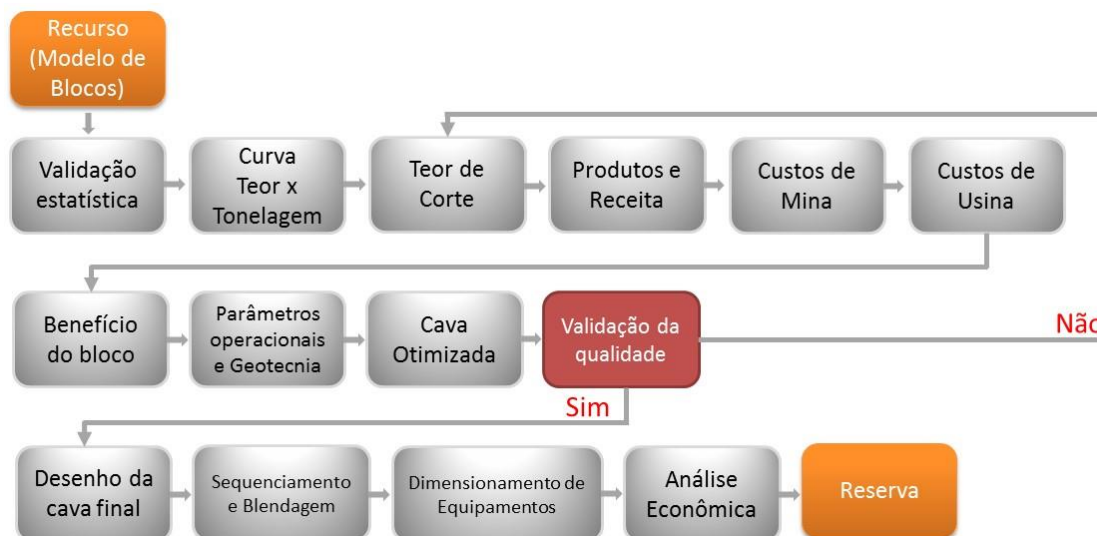 Recurso
(Modelo de
Blocos)
Validação
estatística
Curva
Teor x
Tonelagem
Teor de
Corte
Produtos e
Receita
Custos de
Mina
Custos de
Usina
Benefício
do bloco
Parâmetros
operacionais
e Geotecnia
Cava
Otimizada
Validação da
qualidade
Não
Sim
Desenho da
cava final
Sequenciamento
e Blendagem
Dimensionamento de
Equipamentos
Análise
Econômica
Reserva